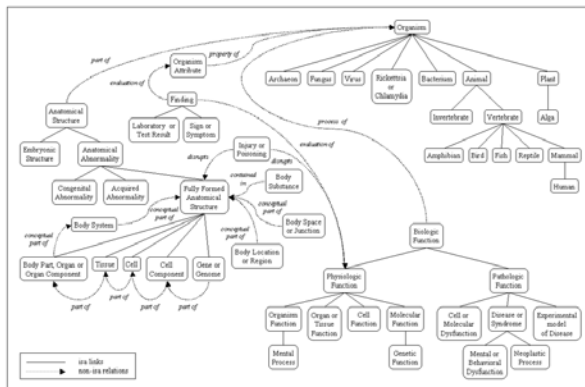 Organism
part of
property of
Organism
Attribute
evaluation of
Archaeon
Fungus
Virus
Rickettsia
or
Chlamydia
Bacterium
Animal
Plant
Finding
process of
Invertebrate
Vertebrate
Alga
Anatomical
Structure
Laboratory or
Test Result
Sign or
Symptom
evaluation of
Amphibian
Bird
Fish
Reptile
Mammal
Human
Embryonic
Structure
Anatomical
Abnormality
disrupts
Injury or
Poisoning
disrupts
Congenital
Abnormality
Acquired
Abnormality
Fully Formed
Anatomical
Structure
contained
in
Body
Substance
conceptual
part of
Body Space
or Junction
Body System
conceptual
part of
conceptual
part of
conceptual
part of
Body Location
or Region
Biologic
Function
Body Part, Organ or
Organ Component
Tissue
Cell
Cell
Component
Gene or
Genome
part of
part of
part of
part of
Physiologic
Function
Pathologic
Function
Organism
Function
Organ or
Tissue
Function
Cell
Function
Molecular
Function
Cell or
Molecular
Dysfunction
Disease or
Syndrome
Experimental
model
of Disease
Mental
Process
Genetic
Function
Mental or
Behavioral
Dysfunction
Neoplastic
Process
isa links
non-isa relations